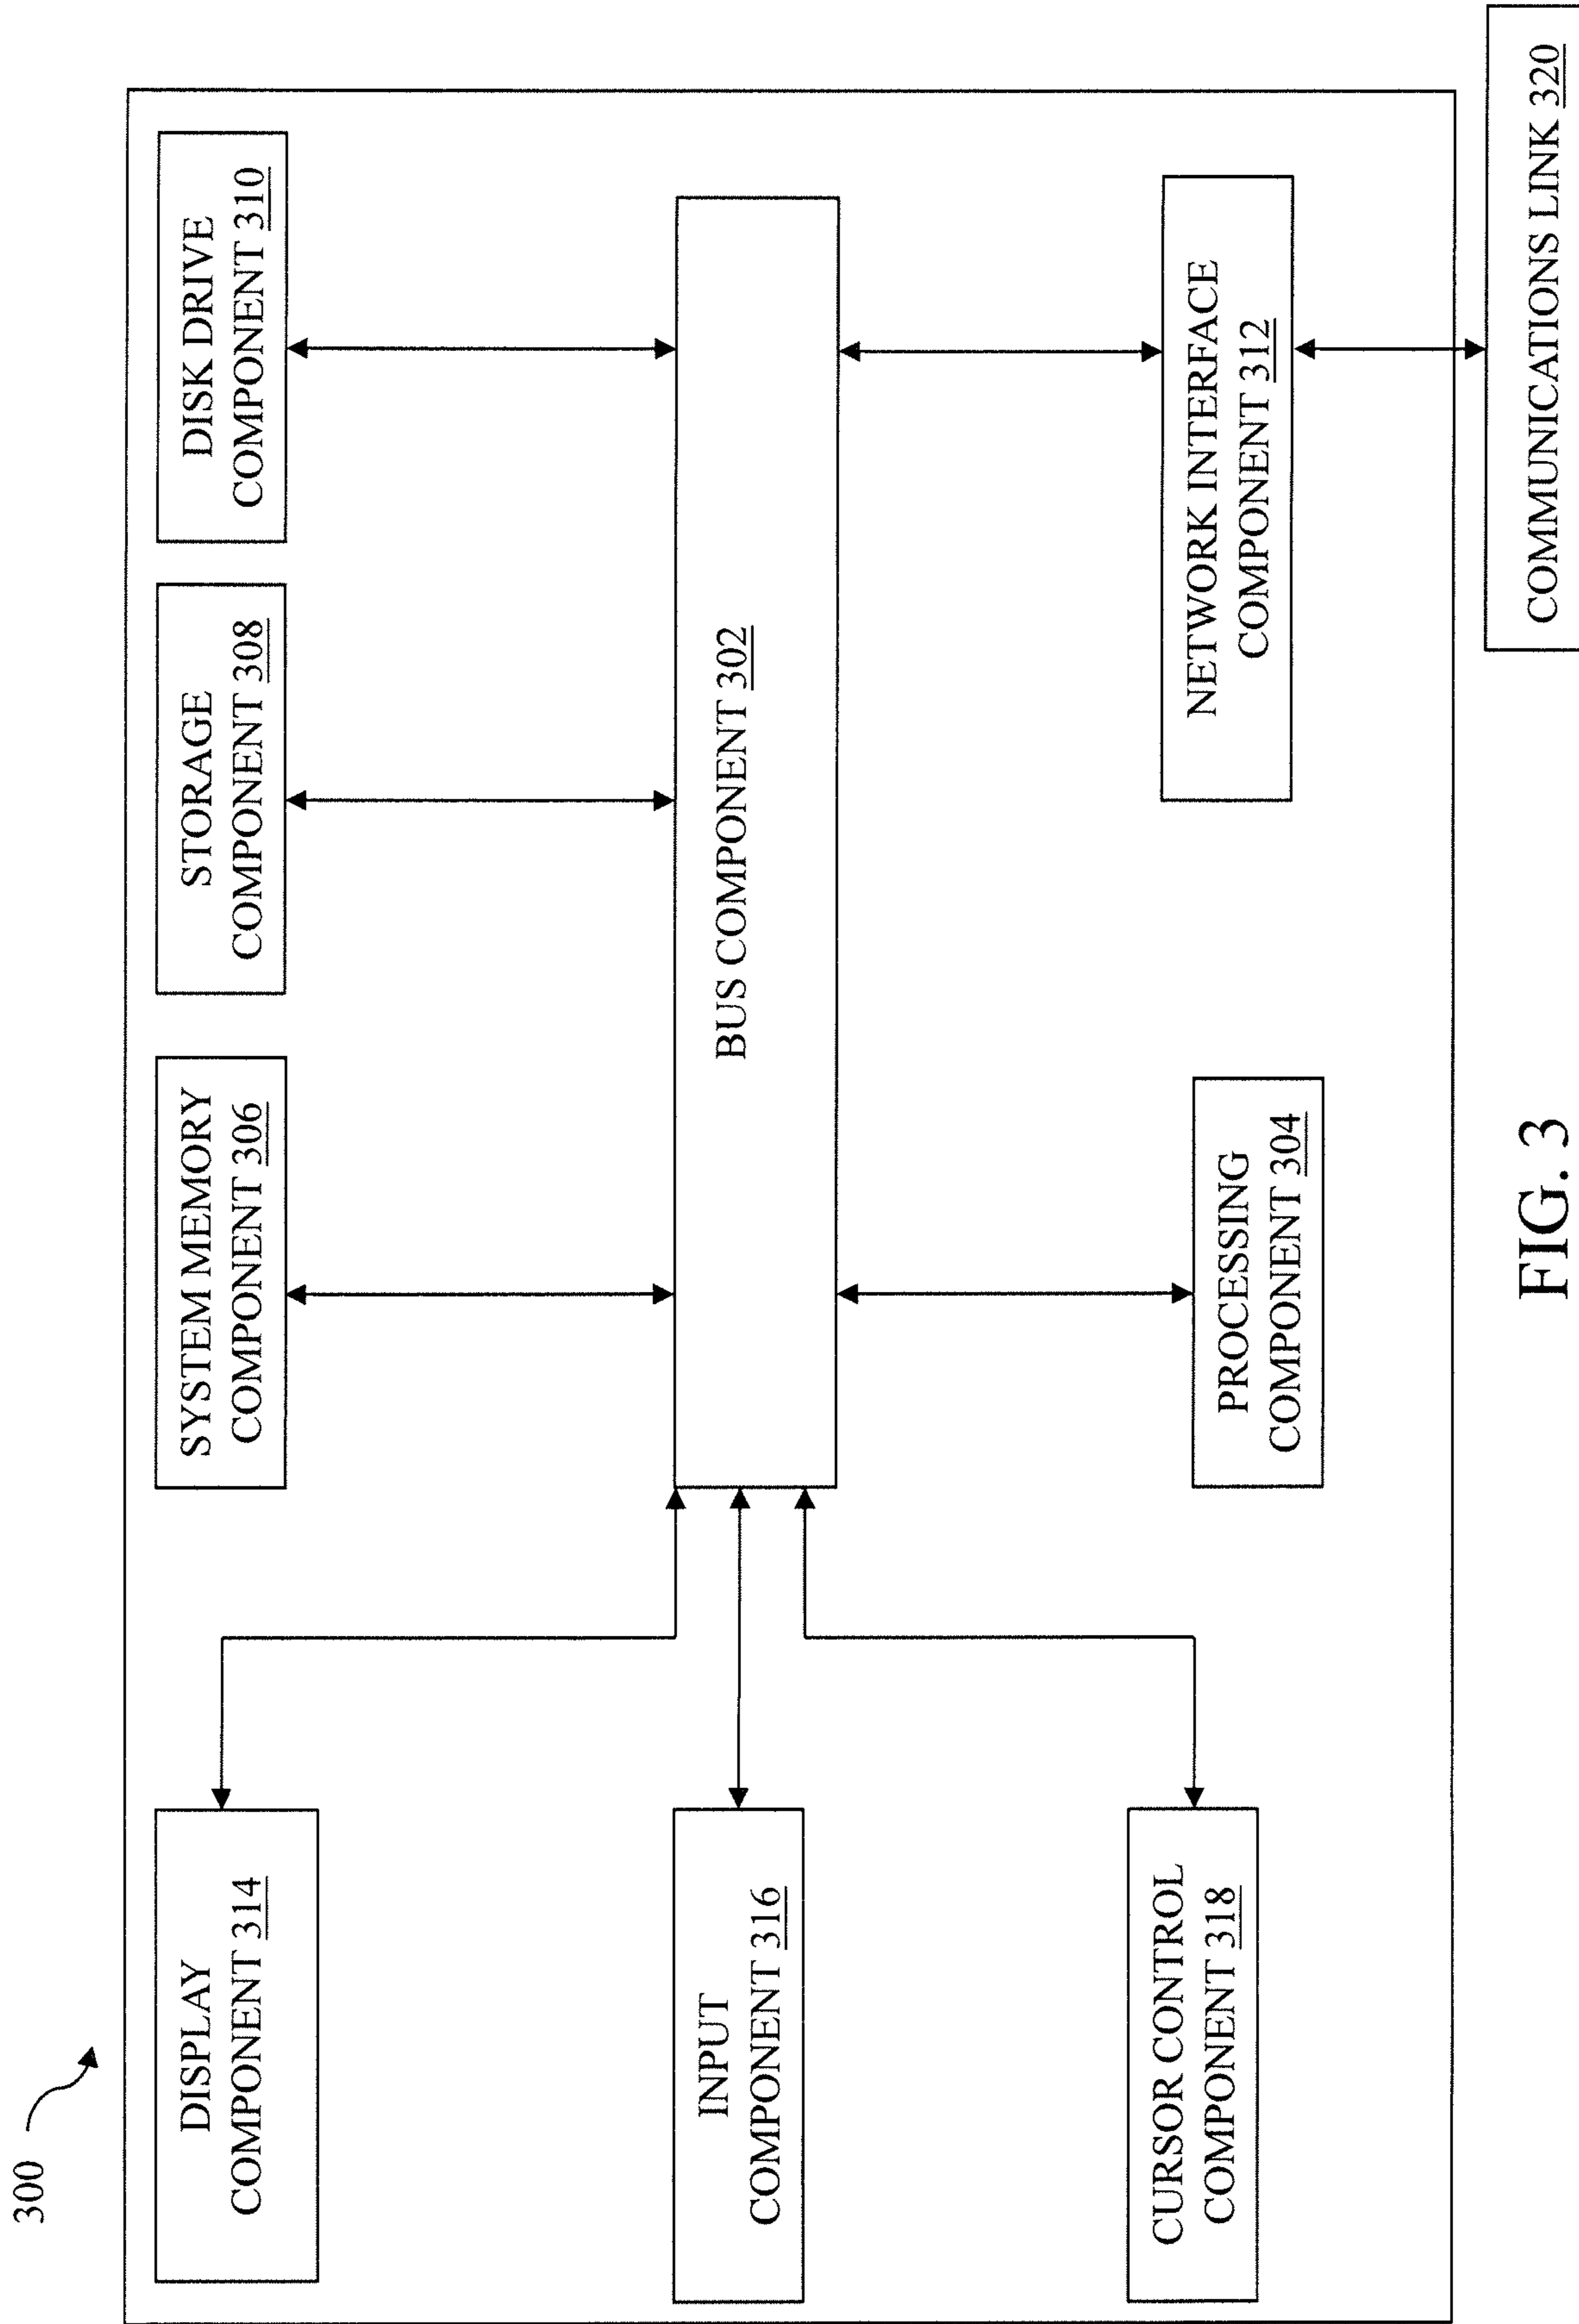 300
DISPLAY
COMPONENT 314
SYSTEM MEMORY
COMPONENT 306
STORAGE
COMPONENT 308
DISK DRIVE
COMPONENT 310
INPUT
COMPONENT 316
BUS COMPONENT 302
CURSOR CONTROL
COMPONENT 318
PROCESSING
COMPONENT 304
NETWORK INTERFACE
COMPONENT 312
COMMUNICATIONS LINK 320
FIG. 3